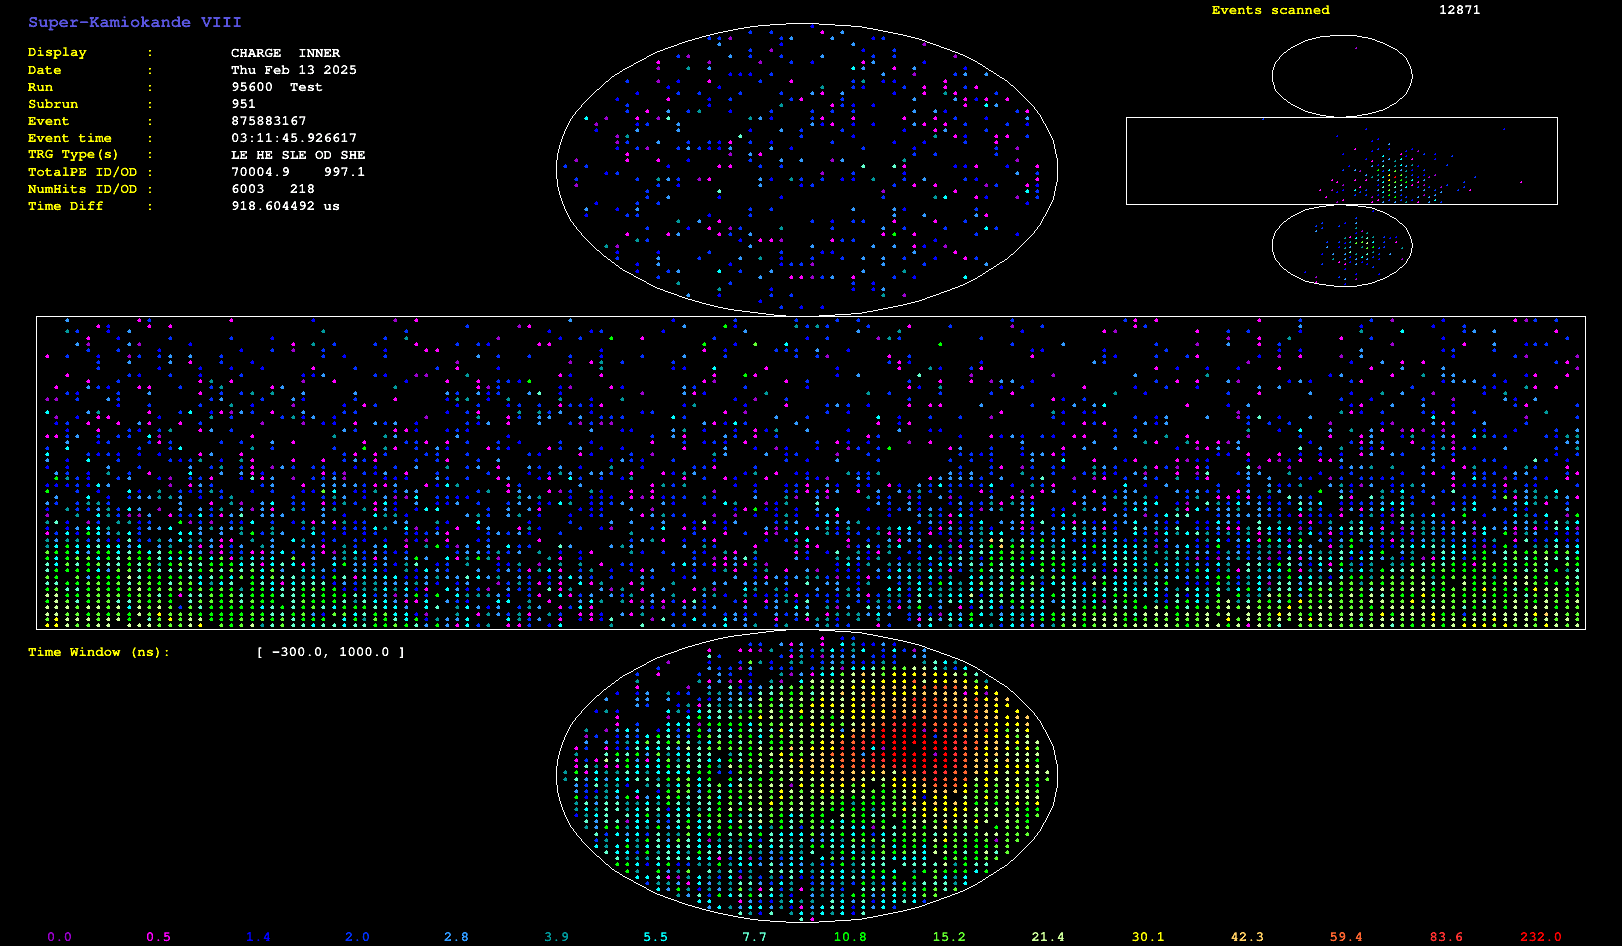 Super-Kamiokande VIII
Events scanned 12871
Display : CHARGE INNER
Date : Thu Feb 13 2025
Run : 95600 Test
Subrun : 951
Event : 875883167
Event time : 03:11:45.926617
TRG Type(s) : LE HE SLE OD SHE
TotalPE ID/OD : 70004.9 997.1
NumHits ID/OD : 6003 218
Time Diff : 918.604492 us
Time Window (ns): [ -300.0, 1000.0 ]
0.0 0.5 1.4 2.0 2.8 3.9 5.5 7.7 10.8 15.2 21.4 30.1 42.3 59.4 83.6 232.0